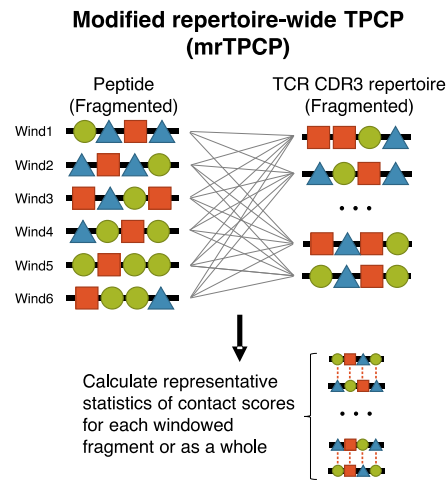 Modified repertoire-wide TPCP
(mrTPCP)
Peptide
(Fragmented)
TCR CDR3 repertoire
(Fragmented)
Wind1
Wind2
Wind3
Wind4
Wind5
Wind6
Calculate representative
statistics of contact scores
for each windowed
fragment or as a whole